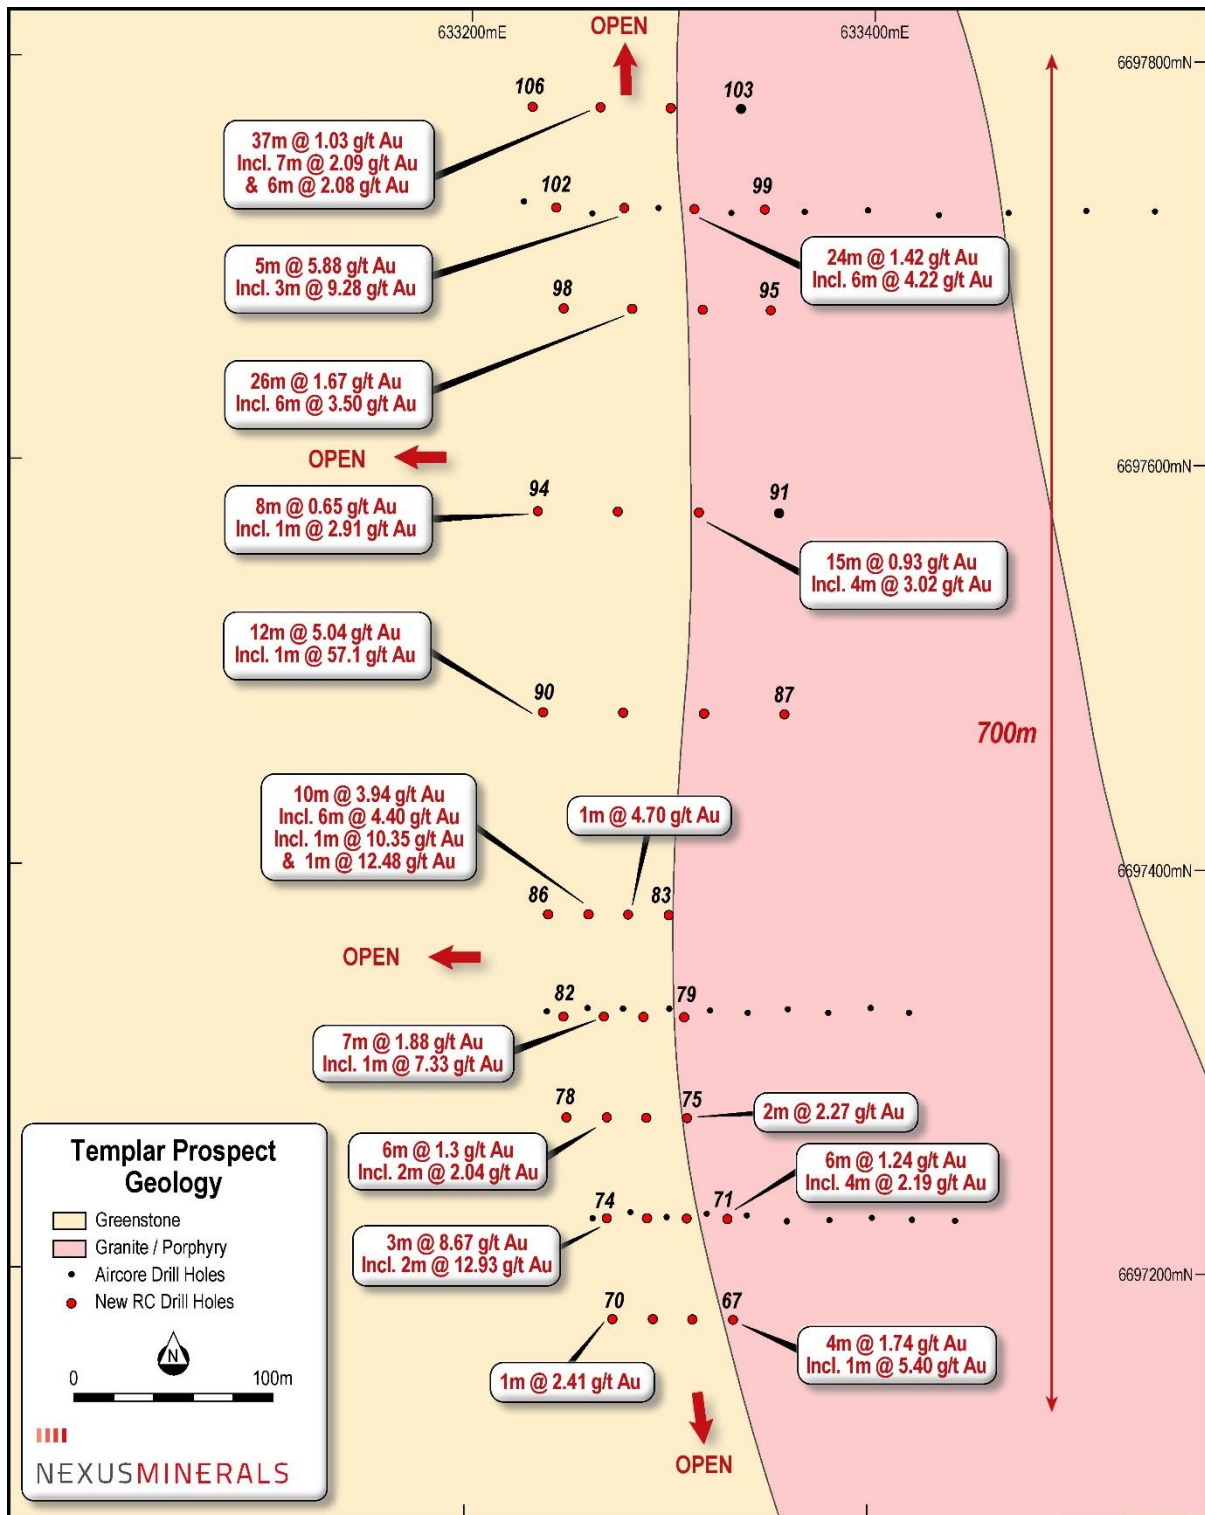 633200mE
OPEN
633400mE
6697800mN
106
103
37m @ 1.03 g/t Au
Incl. 7m @ 2.09 g/t Au
& 6m @ 2.08 g/t Au
102
99
5m @ 5.88 g/t Au
Incl. 3m @ 9.28 g/t Au
24m @ 1.42 g/t Au
Incl. 6m @ 4.22 g/t Au
98
95
26m @ 1.67 g/t Au
Incl. 6m @ 3.50 g/t Au
OPEN
6697600mN
94
91
8m @ 0.65 g/t Au
Incl. 1m @ 2.91 g/t Au
15m @ 0.93 g/t Au
Incl. 4m @ 3.02 g/t Au
12m @ 5.04 g/t Au
Incl. 1m @ 57.1 g/t Au
90
87
700m
10m @ 3.94 g/t Au
Incl. 6m @ 4.40 g/t Au
Incl. 1m @ 10.35 g/t Au
& 1m @ 12.48 g/t Au
1m @ 4.70 g/t Au
6697400mN
86
83
OPEN
82
79
7m @ 1.88 g/t Au
Incl. 1m @ 7.33 g/t Au
78
75
2m @ 2.27 g/t Au
6m @ 1.3 g/t Au
Incl. 2m @ 2.04 g/t Au
6m @ 1.24 g/t Au
Incl. 4m @ 2.19 g/t Au
74
71
3m @ 8.67 g/t Au
Incl. 2m @ 12.93 g/t Au
6697200mN
70
67
4m @ 1.74 g/t Au
Incl. 1m @ 5.40 g/t Au
1m @ 2.41 g/t Au
OPEN
Templar Prospect
Geology
Greenstone
Granite / Porphyry
Aircore Drill Holes
New RC Drill Holes
N
0
100m
NEXUSMINERALS